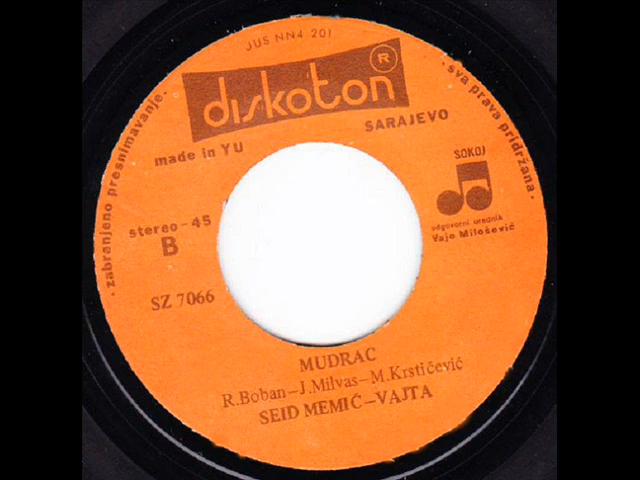 JUS NN4 201
diskoton ®
SARAJEVO
made in YU
zabranjeno presnimavanje.
sva prava pridržana.
SOKOJ
odgovorni urednik
Vajo Milošević
stereo - 45
B
SZ 7066
MUDRAC
R.Boban-J.Milvas-M.Krstičević
SEID MEMIĆ-VAJTA